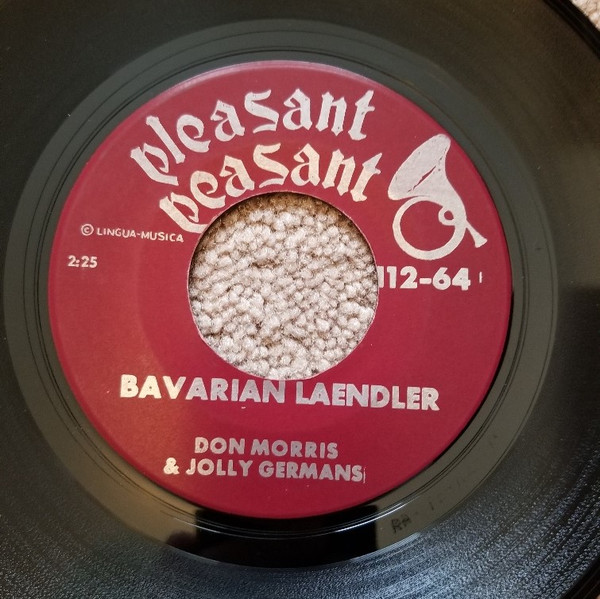 pleasant
peasant
© LINGUA-MUSICA
2:25
112-64
BAVARIAN LAENDLER
DON MORRIS
& JOLLY GERMANS